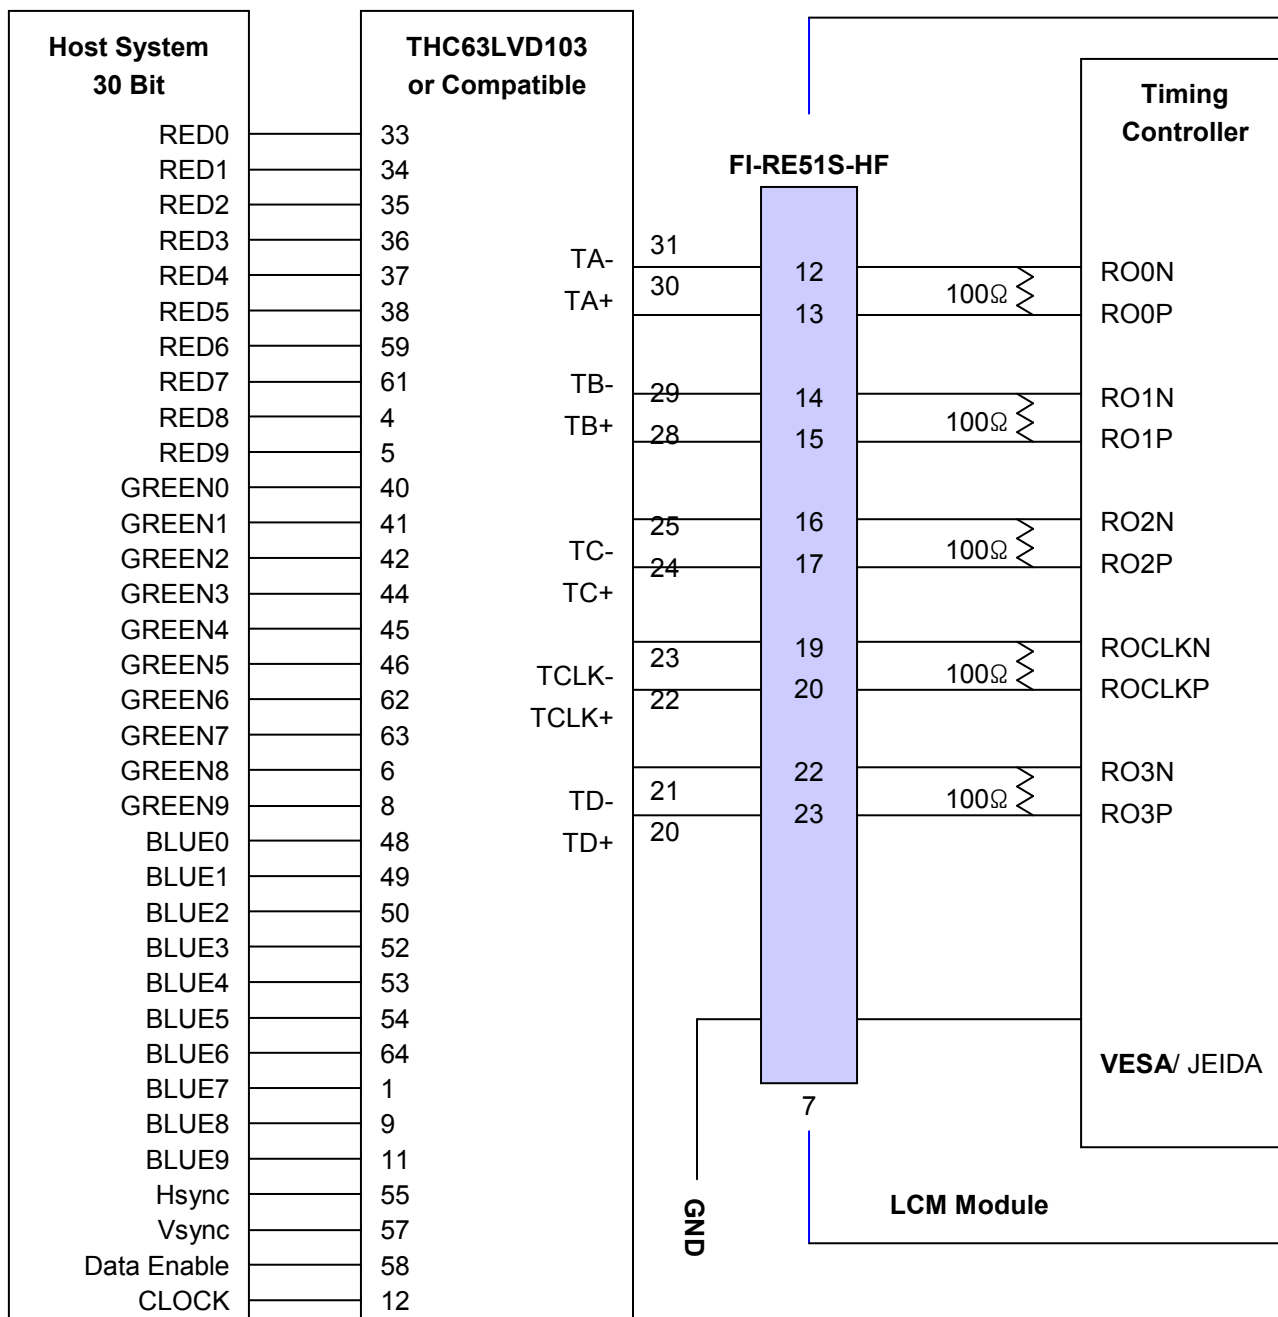 Host System
30 Bit
RED0
RED1
RED2
RED3
RED4
RED5
RED6
RED7
RED8
RED9
GREEN0
GREEN1
GREEN2
GREEN3
GREEN4
GREEN5
GREEN6
GREEN7
GREEN8
GREEN9
BLUE0
BLUE1
BLUE2
BLUE3
BLUE4
BLUE5
BLUE6
BLUE7
BLUE8
BLUE9
Hsync
Vsync
Data Enable
CLOCK
THC63LVD103
or Compatible
33
34
35
36
37
38
59
61
4
5
40
41
42
44
45
46
62
63
6
8
48
49
50
52
53
54
64
1
9
11
55
57
58
12
TA-
TA+
TB-
TB+
TC-
TC+
TCLK-
TCLK+
TD-
TD+
31
30
29
28
25
24
23
22
21
20
FI-RE51S-HF
12
13
14
15
16
17
19
20
22
23
7
GND
100Ω
100Ω
100Ω
100Ω
100Ω
Timing
Controller
RO0N
RO0P
RO1N
RO1P
RO2N
RO2P
ROCLKN
ROCLKP
RO3N
RO3P
VESA/ JEIDA
LCM Module